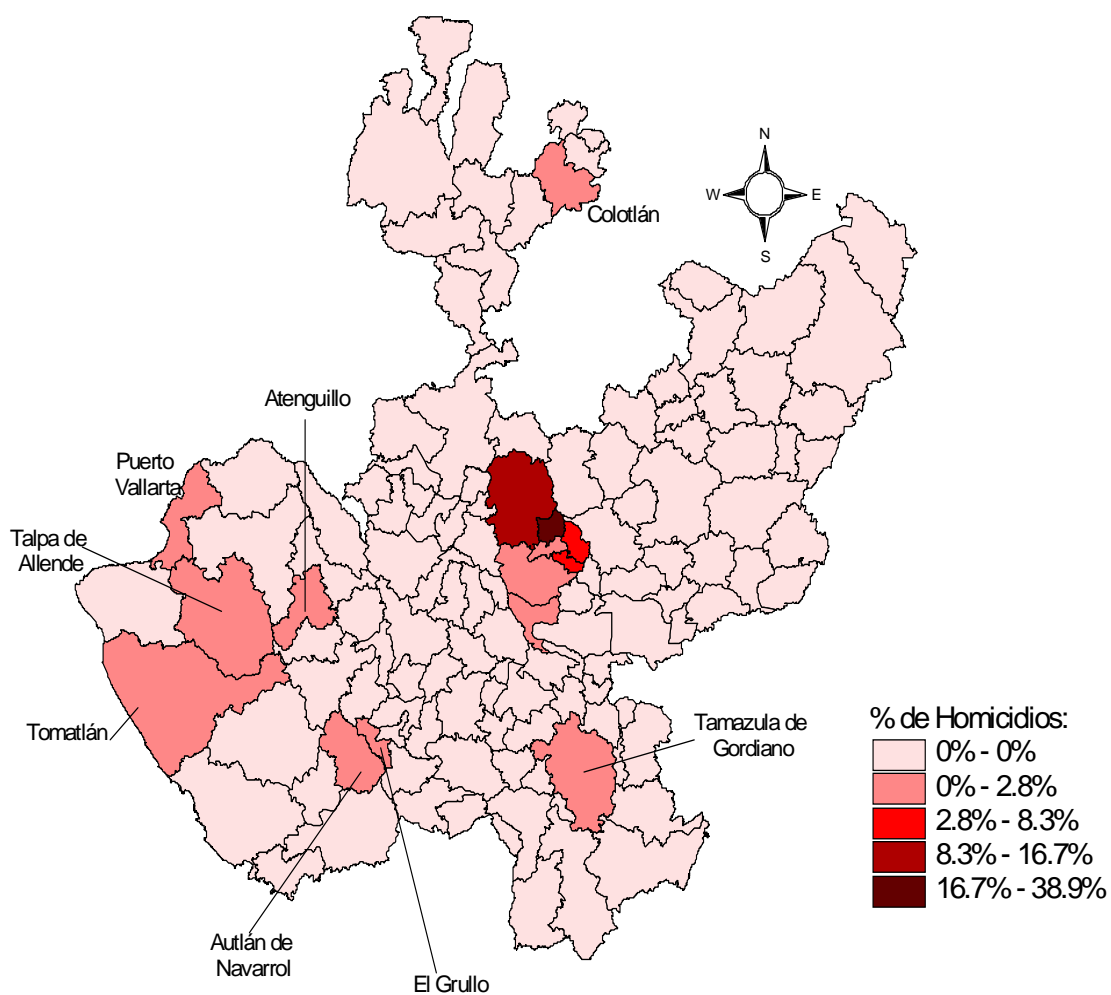 N
W
E
S
Colotlán
Atenguillo
Puerto
Vallarta
Talpa de
Allende
Tomatlán
Tamazula de
Gordiano
Autlán de
Navarrol
El Grullo
% de Homicidios:
0% - 0%
0% - 2.8%
2.8% - 8.3%
8.3% - 16.7%
16.7% - 38.9%